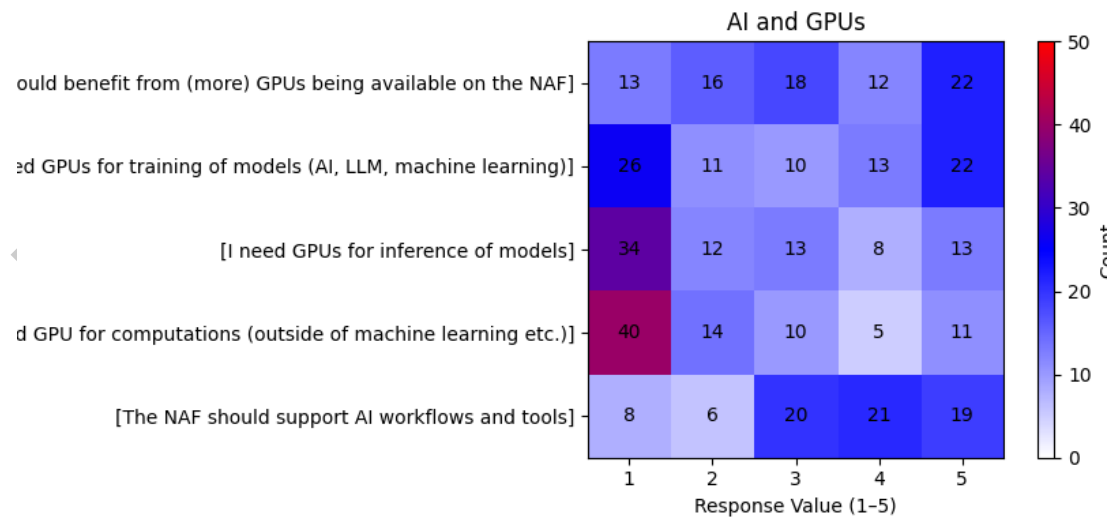 AI and GPUs
ould benefit from (more) GPUs being available on the NAF]
13 16 18 12 22
ed GPUs for training of models (AI, LLM, machine learning)]
26 11 10 13 22
[I need GPUs for inference of models]
34 12 13 8 13
d GPU for computations (outside of machine learning etc.)]
40 14 10 5 11
[The NAF should support AI workflows and tools]
8 6 20 21 19
1 2 3 4 5
Response Value (1–5)
50
40
30
20
10
0
Count